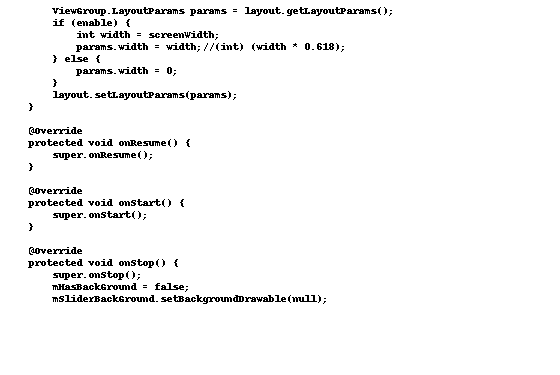 ViewGroup.LayoutParams params = layout.getLayoutParams();
if (enable) {
int width = screenWidth;
params.width = width;//(int) (width * 0.618);
} else {
params.width = 0;
}
layout.setLayoutParams(params);
}
@Override
protected void onResume() {
super.onResume();
}
@Override
protected void onStart() {
super.onStart();
}
@Override
protected void onStop() {
super.onStop();
mHasBackGround = false;
mSliderBackGround.setBackgroundDrawable(null);